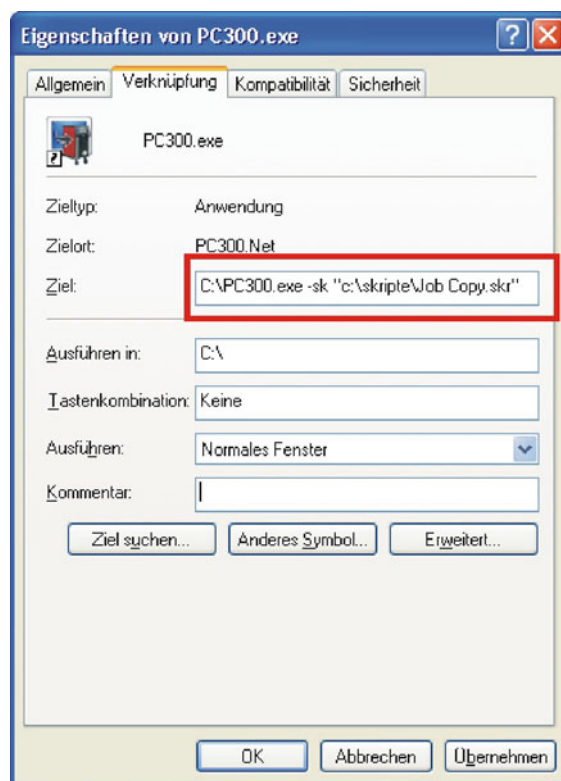 Eigenschaften von PC300.exe
Allgemein Verknüpfung Kompatibilität Sicherheit
PC300.exe
Zieltyp: Anwendung
Zielort: PC300.Net
Ziel: C:\PC300.exe -sk "c:\skripte\Job Copy.skr"
Ausführen in: C:\
Tastenkombination: Keine
Ausführen: Normales Fenster
Kommentar:
Ziel suchen... Anderes Symbol... Erweitert...
OK Abbrechen Übernehmen